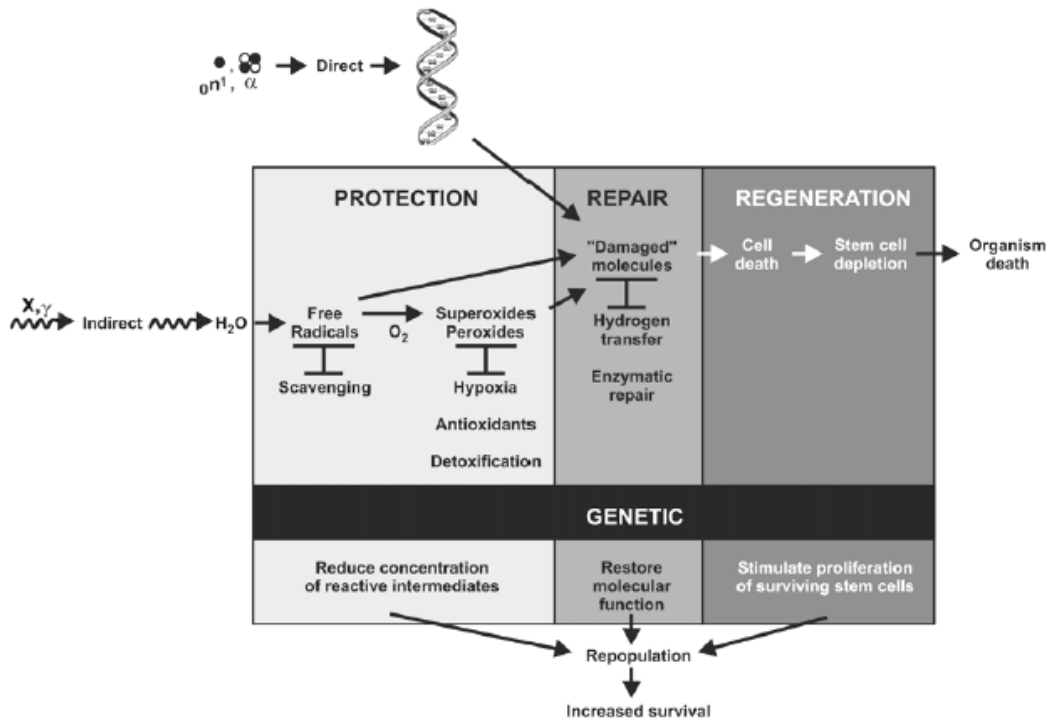 ₀n¹, α
Direct
PROTECTION
REPAIR
REGENERATION
"Damaged"
molecules
Cell
death
Stem cell
depletion
Organism
death
X,γ
Indirect
H₂O
Free
Radicals
O₂
Superoxides
Peroxides
Hydrogen
transfer
Scavenging
Hypoxia
Enzymatic
repair
Antioxidants
Detoxification
GENETIC
Reduce concentration
of reactive intermediates
Restore
molecular
function
Stimulate proliferation
of surviving stem cells
Repopulation
Increased survival